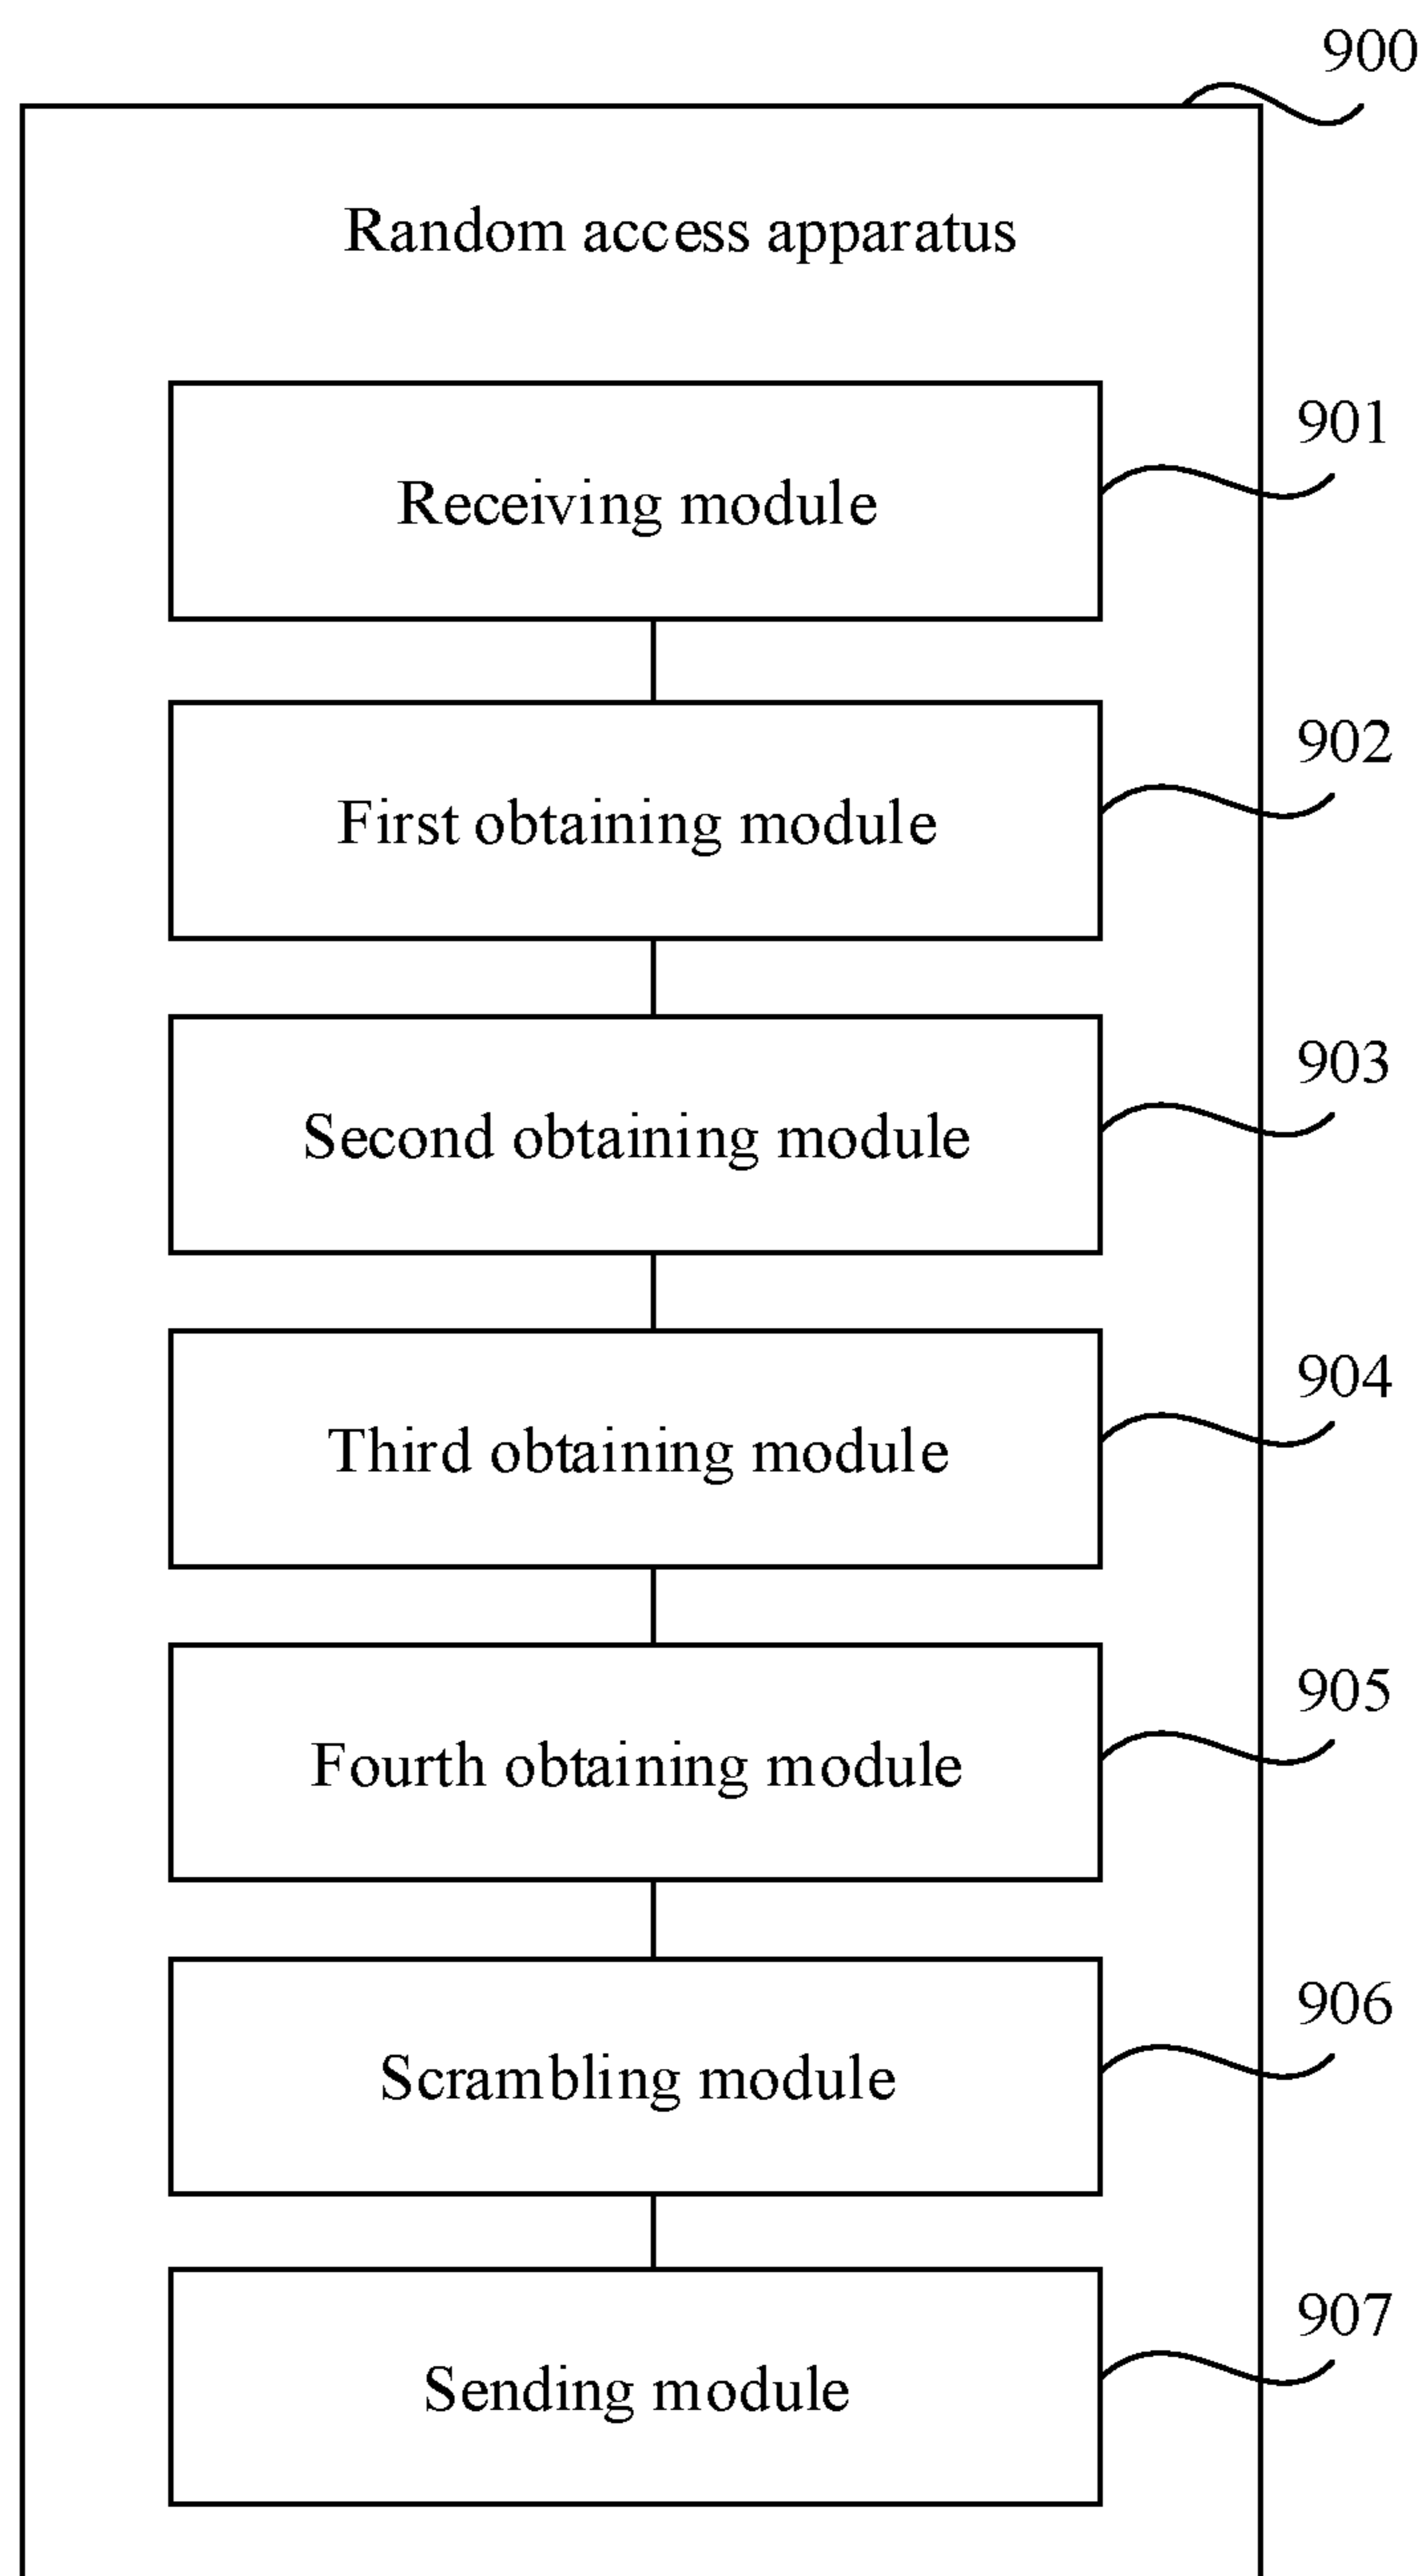 900
Random access apparatus
901
Receiving module
902
First obtaining module
903
Second obtaining module
904
Third obtaining module
905
Fourth obtaining module
906
Scrambling module
907
Sending module